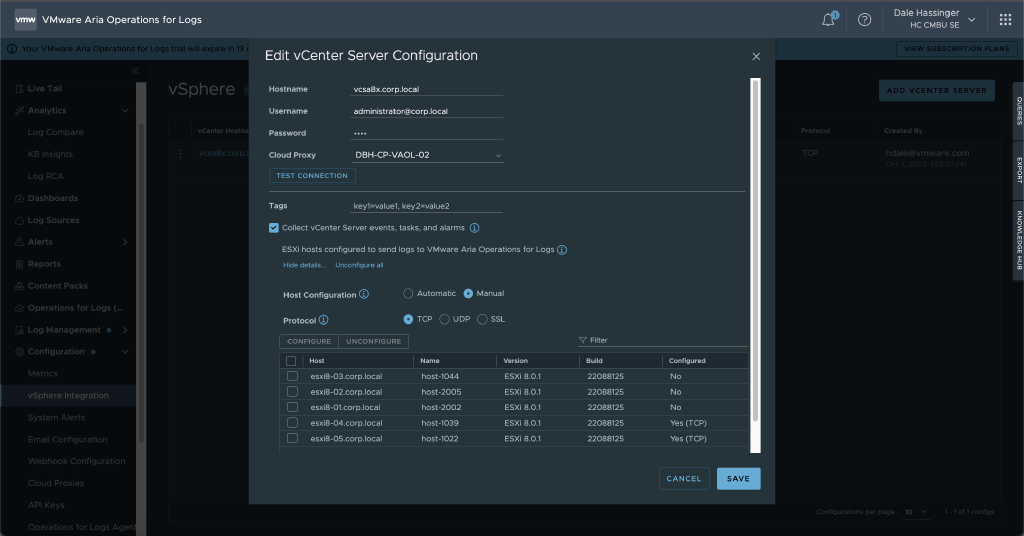 vmw VMware Aria Operations for Logs
1
Dale Hassinger
HC CMBU SE
Your VMware Aria Operations for Logs trial will expire in 13
VIEW SUBSCRIPTION PLANS
Live Tail
Analytics
Log Compare
KB Insights
Log RCA
Dashboards
Log Sources
Alerts
Reports
Content Packs
Operations for Logs (...
Log Management
Configuration
Metrics
vSphere Integration
System Alerts
Email Configuration
Webhook Configuration
Cloud Proxies
API Keys
Operations for Logs Agent
vSphere
ADD VCENTER SERVER
vCenter Hostna
Protocol
Created By
vcsa8x.corp.l
TCP
hdale@vmware.com
Edit vCenter Server Configuration
Hostname vcsa8x.corp.local
Username administrator@corp.local
Password ••••
Cloud Proxy DBH-CP-VAOL-02
TEST CONNECTION
Tags key1=value1, key2=value2
Collect vCenter Server events, tasks, and alarms
ESXi hosts configured to send logs to VMware Aria Operations for Logs
Hide details... Unconfigure all
Host Configuration Automatic Manual
Protocol TCP UDP SSL
CONFIGURE UNCONFIGURE Filter
Host Name Version Build Configured
esxi8-03.corp.local host-1044 ESXi 8.0.1 22088125 No
esxi8-02.corp.local host-2005 ESXi 8.0.1 22088125 No
esxi8-01.corp.local host-2002 ESXi 8.0.1 22088125 No
esxi8-04.corp.local host-1039 ESXi 8.0.1 22088125 Yes (TCP)
esxi8-05.corp.local host-1022 ESXi 8.0.1 22088125 Yes (TCP)
CANCEL SAVE
Configurations per page 10 1 - 1 of 1 configs
QUERIES
EXPORT
KNOWLEDGE HUB